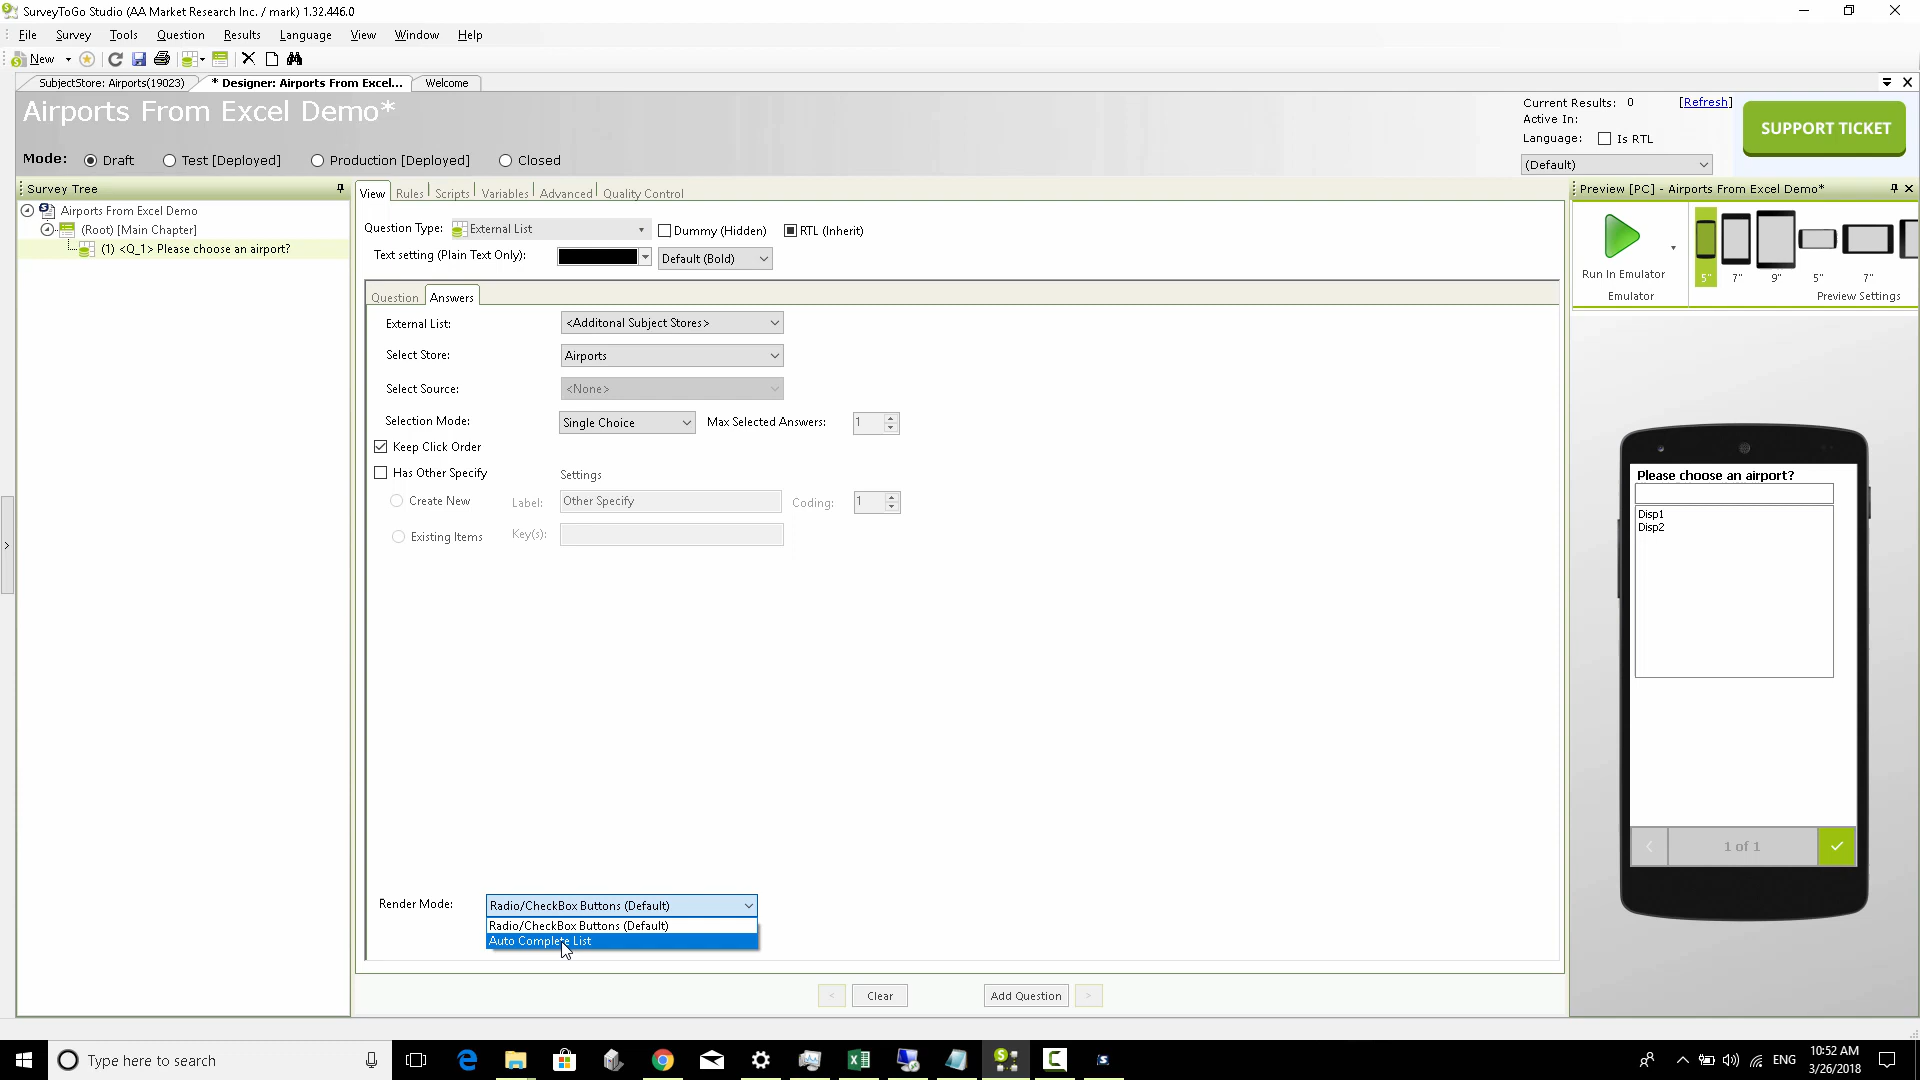 SurveyToGo Studio (AA Market Research Inc. / mark) 1.32.446.0
File Survey Tools Question Results Language View Window Help
New
SubjectStore: Airports(19023) * Designer: Airports From Excel... Welcome
Airports From Excel Demo*
Current Results: 0 [Refresh]
Active In:
Language: Is RTL
(Default)
SUPPORT TICKET
Mode: Draft Test [Deployed] Production [Deployed] Closed
Survey Tree
Airports From Excel Demo
(Root) [Main Chapter]
(1) <Q_1> Please choose an airport?
View Rules Scripts Variables Advanced Quality Control
Question Type: External List Dummy (Hidden) RTL (Inherit)
Text setting (Plain Text Only): Default (Bold)
Question Answers
External List: <Additonal Subject Stores>
Select Store: Airports
Select Source: <None>
Selection Mode: Single Choice Max Selected Answers: 1
Keep Click Order
Has Other Specify Settings
Create New Label: Other Specify Coding: 1
Existing Items Key(s):
Render Mode: Radio/CheckBox Buttons (Default)
Radio/CheckBox Buttons (Default)
Auto Complete List
< Clear Add Question >
Preview [PC] - Airports From Excel Demo*
Run In Emulator
Emulator
5" 7" 9" 5" 7"
Preview Settings
Please choose an airport?
Disp1
Disp2
1 of 1
Type here to search
ENG
10:52 AM
3/26/2018